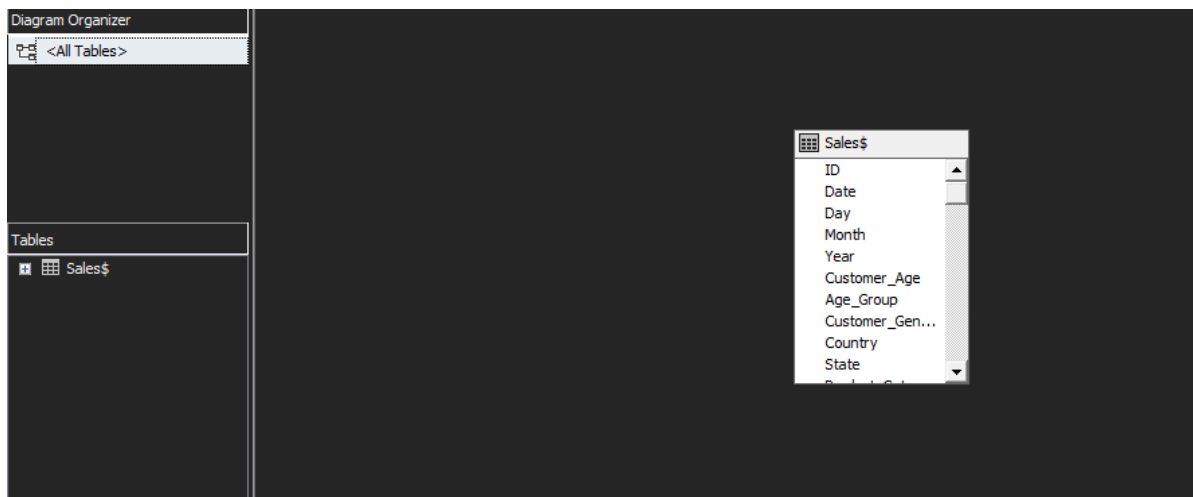 Diagram Organizer
<All Tables>
Tables
Sales$
Sales$
ID
Date
Day
Month
Year
Customer_Age
Age_Group
Customer_Gen...
Country
State